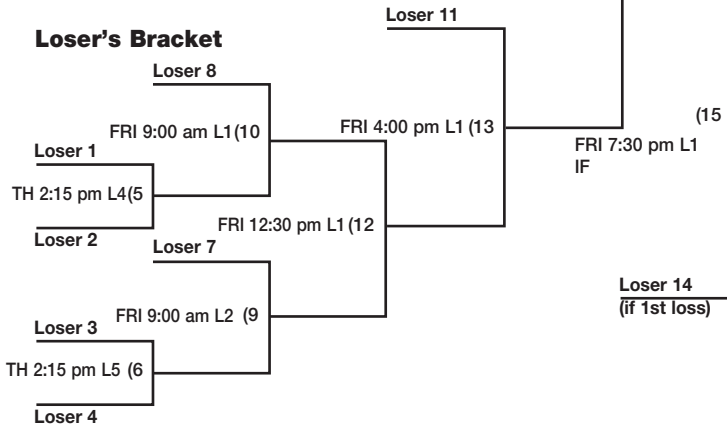 Loser 11
Loser's Bracket
Loser 8
(15
FRI 9:00 am L1 (10
FRI 4:00 pm L1 (13
FRI 7:30 pm L1
IF
Loser 1
TH 2:15 pm L4 (5
FRI 12:30 pm L1 (12
Loser 2
Loser 7
Loser 14
(if 1st loss)
FRI 9:00 am L2 (9
Loser 3
TH 2:15 pm L5 (6
Loser 4